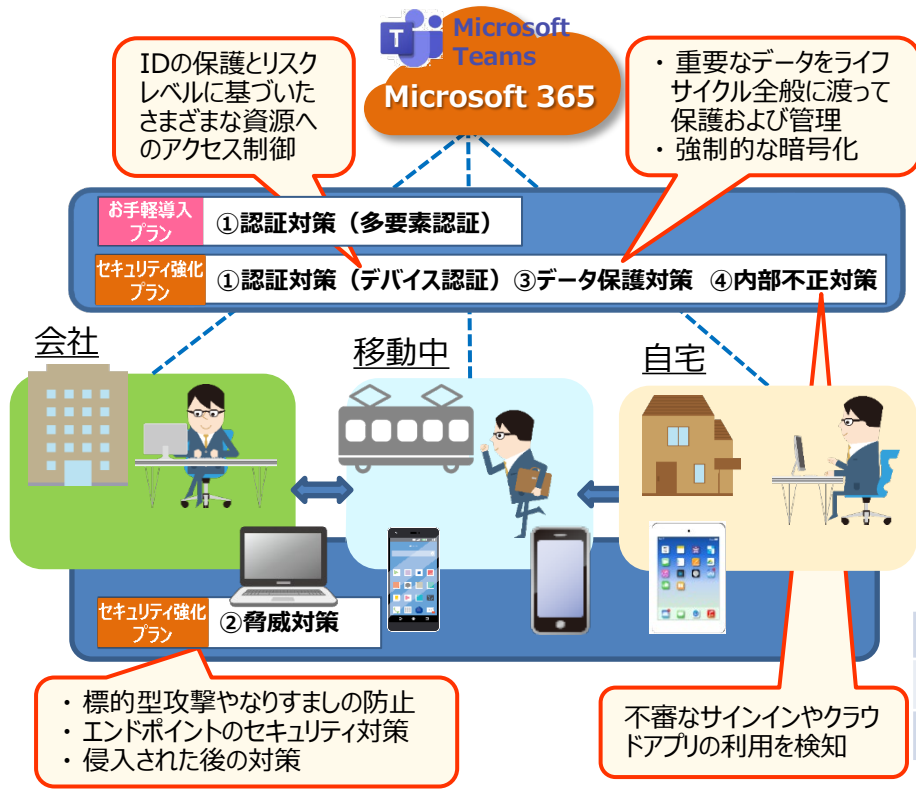 Microsoft
Teams
Microsoft 365
IDの保護とリスク
レベルに基づいた
さまざまな資源へ
のアクセス制御
・ 重要なデータをライフ
サイクル全般に渡って
保護および管理
・ 強制的な暗号化
お手軽導入
プラン
①認証対策（多要素認証）
セキュリティ強化
プラン
①認証対策（デバイス認証）③データ保護対策 ④内部不正対策
会社
移動中
自宅
セキュリティ強化
プラン
②脅威対策
・ 標的型攻撃やなりすましの防止
・ エンドポイントのセキュリティ対策
・ 侵入された後の対策
不審なサインインやクラウ
ドアプリの利用を検知